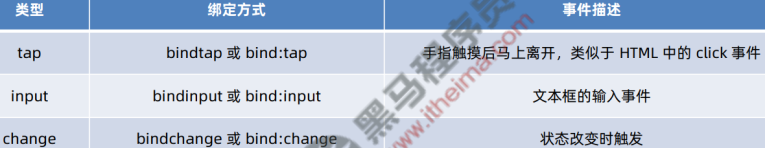 类型 绑定方式 事件描述
tap bindtap 或 bind:tap 手指触摸后马上离开，类似于 HTML 中的 click 事件
input bindinput 或 bind:input 文本框的输入事件
change bindchange 或 bind:change 状态改变时触发
黑马程序员
www.itheima.com